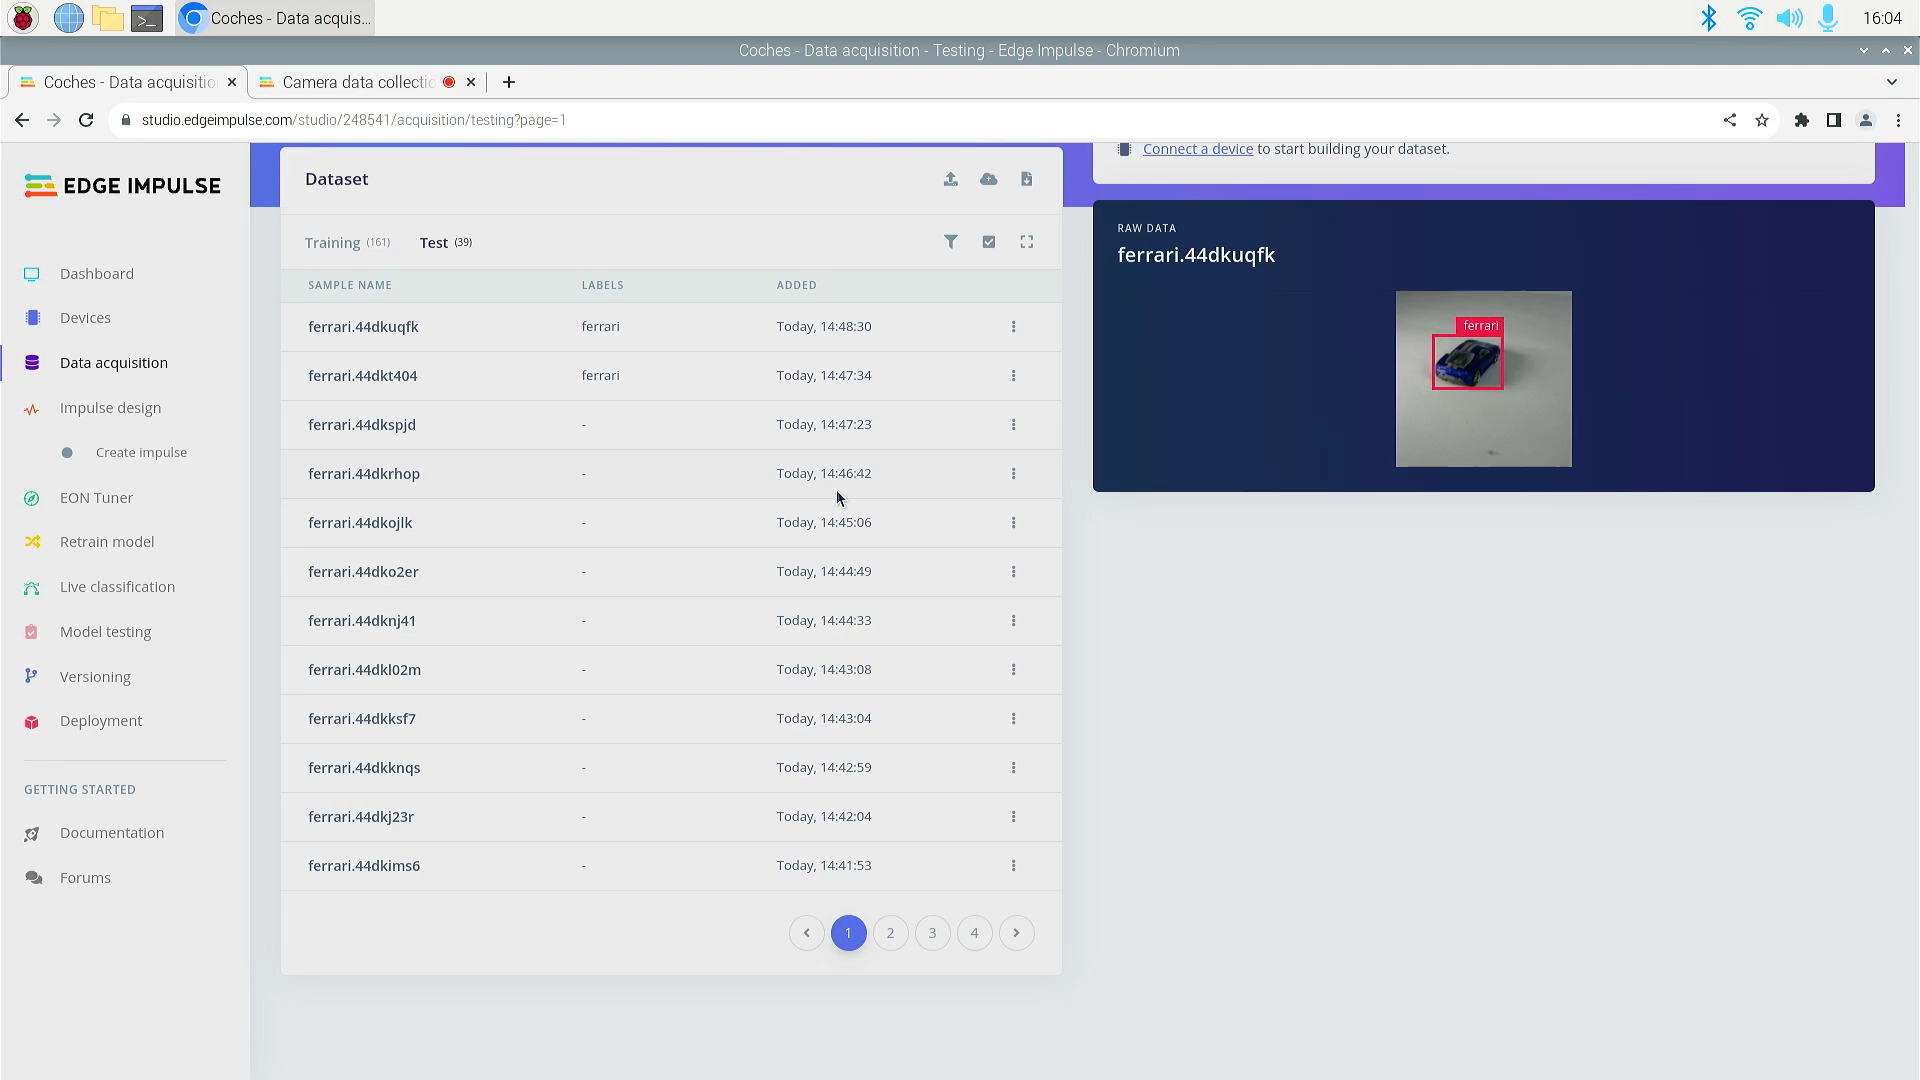 Coches - Data acquis...
16:04
Coches - Data acquisition - Testing - Edge Impulse - Chromium
Coches - Data acquisitio
Camera data collecti
studio.edgeimpulse.com/studio/248541/acquisition/testing?page=1
EDGE IMPULSE
Dashboard
Devices
Data acquisition
Impulse design
Create impulse
EON Tuner
Retrain model
Live classification
Model testing
Versioning
Deployment
GETTING STARTED
Documentation
Forums
Dataset
Training (161) Test (39)
SAMPLE NAME LABELS ADDED
ferrari.44dkuqfk ferrari Today, 14:48:30
ferrari.44dkt404 ferrari Today, 14:47:34
ferrari.44dkspjd - Today, 14:47:23
ferrari.44dkrhop - Today, 14:46:42
ferrari.44dkojlk - Today, 14:45:06
ferrari.44dko2er - Today, 14:44:49
ferrari.44dknj41 - Today, 14:44:33
ferrari.44dkl02m - Today, 14:43:08
ferrari.44dkksf7 - Today, 14:43:04
ferrari.44dkknqs - Today, 14:42:59
ferrari.44dkj23r - Today, 14:42:04
ferrari.44dkims6 - Today, 14:41:53
1 2 3 4
Connect a device to start building your dataset.
RAW DATA
ferrari.44dkuqfk
ferrari